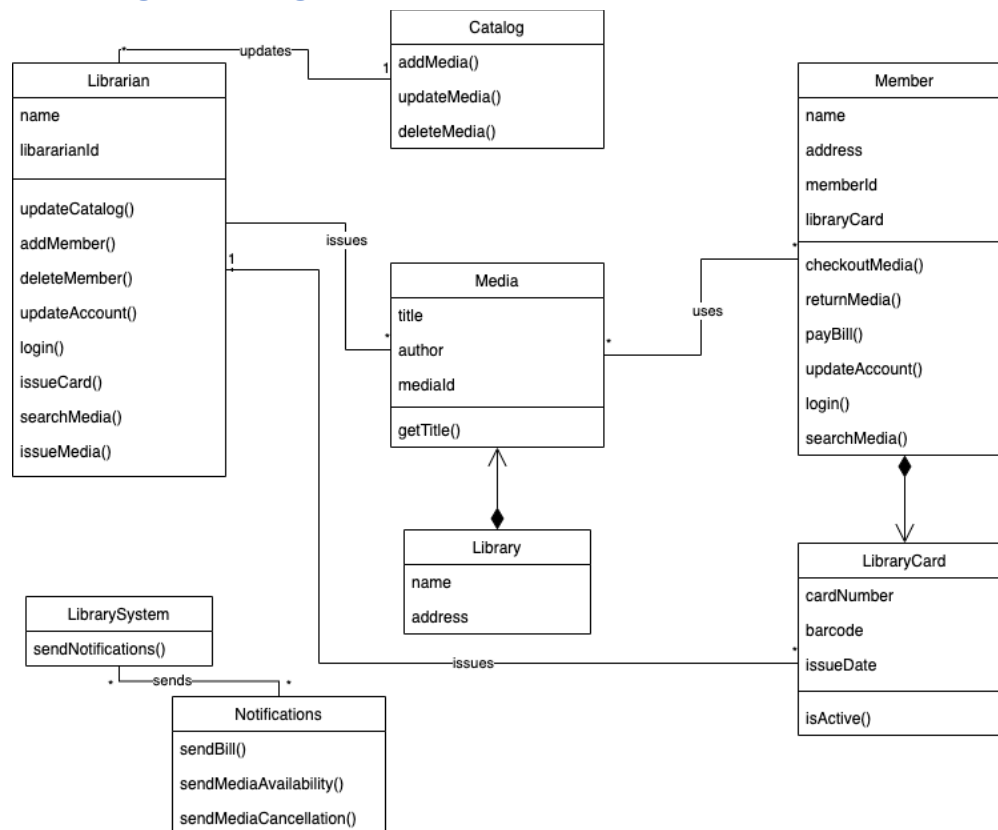 Catalog
addMedia()
updateMedia()
deleteMedia()
*
updates
1
Librarian
name
libararianId
updateCatalog()
addMember()
deleteMember()
updateAccount()
login()
issueCard()
searchMedia()
issueMedia()
issues
1
*
Media
title
author
mediaId
getTitle()
*
uses
*
Member
name
address
memberId
libraryCard
checkoutMedia()
returnMedia()
payBill()
updateAccount()
login()
searchMedia()
Library
name
address
LibraryCard
cardNumber
barcode
issueDate
isActive()
issues
*
LibrarySystem
sendNotifications()
*
sends
*
Notifications
sendBill()
sendMediaAvailability()
sendMediaCancellation()